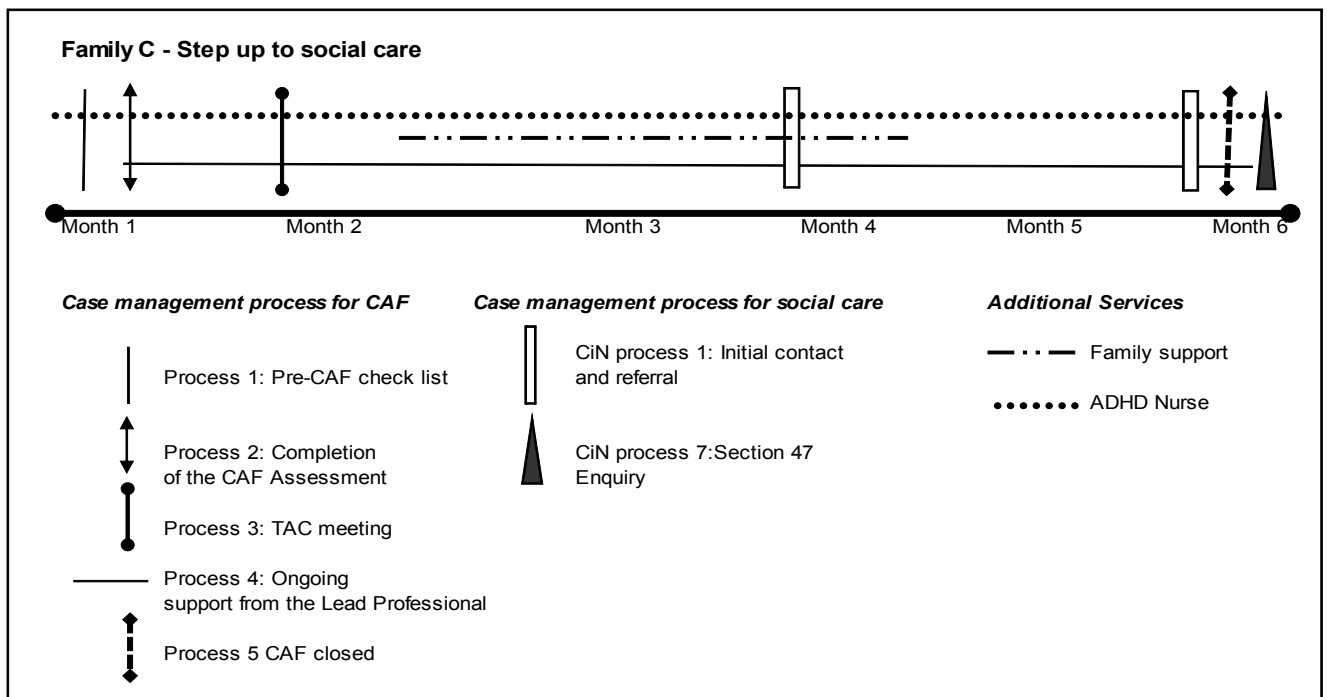 Family C - Step up to social care
Month 1 Month 2 Month 3 Month 4 Month 5 Month 6
Case management process for CAF
Process 1: Pre-CAF check list
Process 2: Completion
of the CAF Assessment
Process 3: TAC meeting
Process 4: Ongoing
support from the Lead Professional
Process 5 CAF closed
Case management process for social care
CiN process 1: Initial contact
and referral
CiN process 7:Section 47
Enquiry
Additional Services
Family support
ADHD Nurse